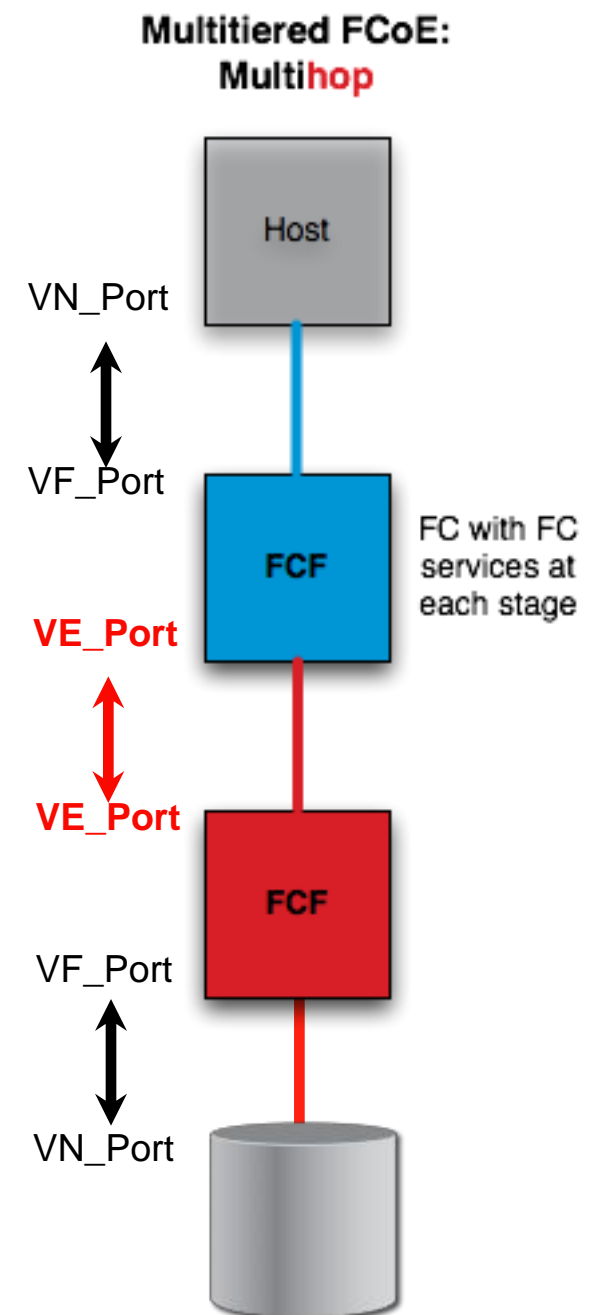 Multitiered FCoE:
Multihop
Host
VN_Port
VF_Port
FCF
FC with FC
services at
each stage
VE_Port
VE_Port
FCF
VF_Port
VN_Port